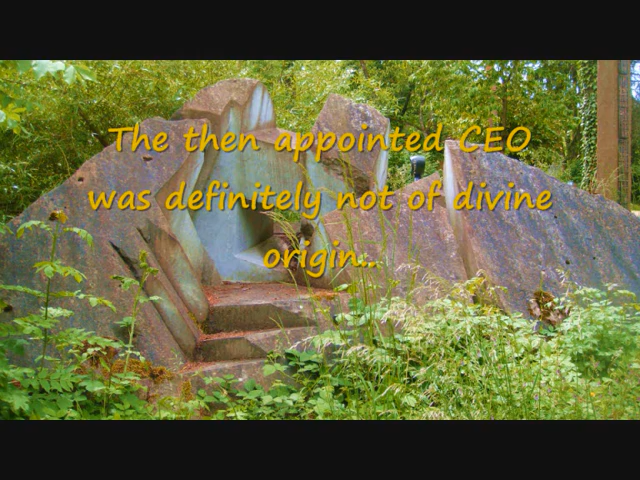 The then appointed CEO
was definitely not of divine
origin...